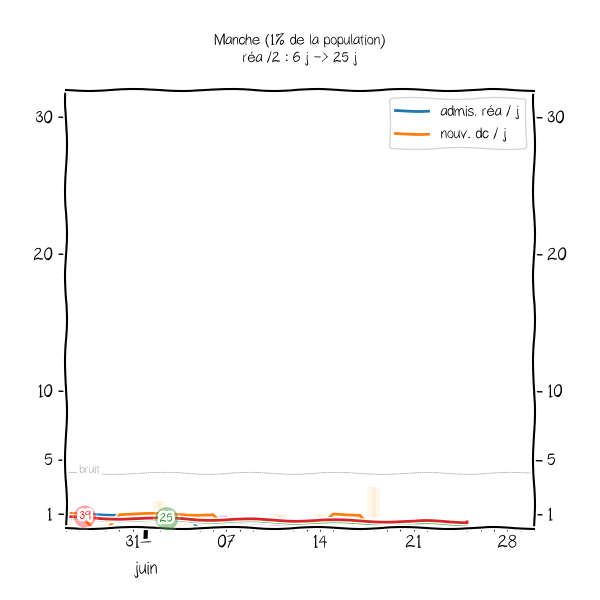 Manche (1% de la population)
réa /2 : 6 j -> 25 j
admis. réa / j
nouv. dc / j
30
30
20
20
10
10
5
5
bruit
1
1
39
25
31
07
14
21
28
juin